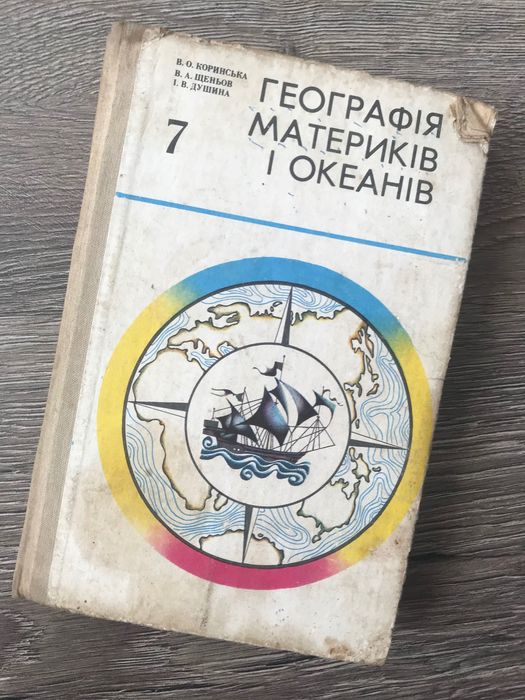 В. О. КОРИНСЬКА
В. А. ЩЕНЬОВ
І. В. ДУШИНА
7
ГЕОГРАФІЯ
МАТЕРИКІВ
І ОКЕАНІВ